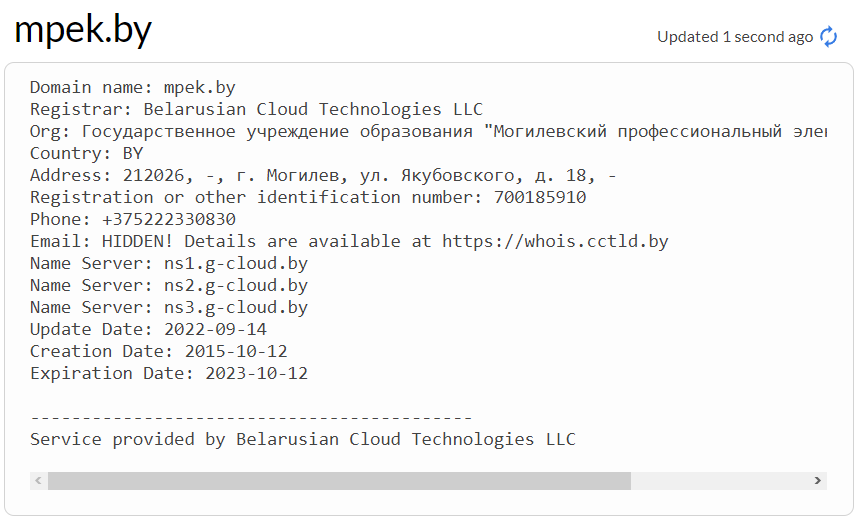 mpek.by
Updated 1 second ago
Domain name: mpek.by
Registrar: Belarusian Cloud Technologies LLC
Org: Государственное учреждение образования "Могилевский профессиональный
Country: BY
Address: 212026, -, г. Могилев, ул. Якубовского, д. 18, -
Registration or other identification number: 700185910
Phone: +375222330830
Email: HIDDEN! Details are available at https://whois.cctld.by
Name Server: ns1.g-cloud.by
Name Server: ns2.g-cloud.by
Name Server: ns3.g-cloud.by
Update Date: 2022-09-14
Creation Date: 2015-10-12
Expiration Date: 2023-10-12
-------------------------------------------
Service provided by Belarusian Cloud Technologies LLC